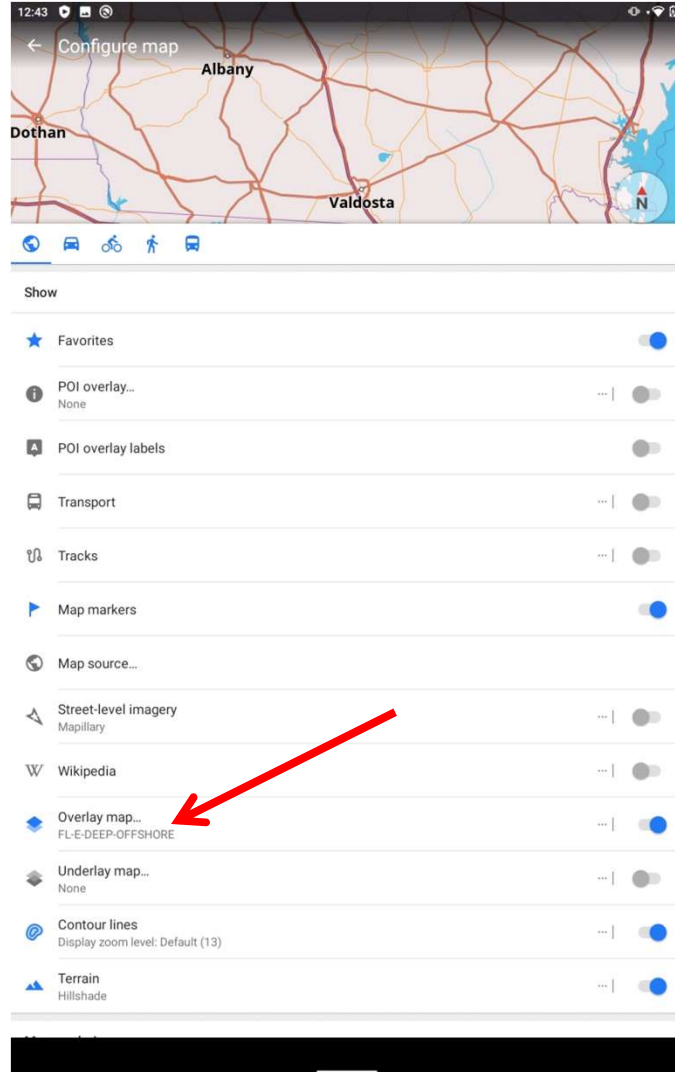 12:43
Configure map
Albany
Dothan
Valdosta
N
Show
Favorites
POI overlay...
None
A
POI overlay labels
Transport
Tracks
Map markers
Map source...
Street-level imagery
Mapillary
W
Wikipedia
Overlay map...
FL-E-DEEP-OFFSHORE
Underlay map...
None
Contour lines
Display zoom level: Default (13)
Terrain
Hillshade